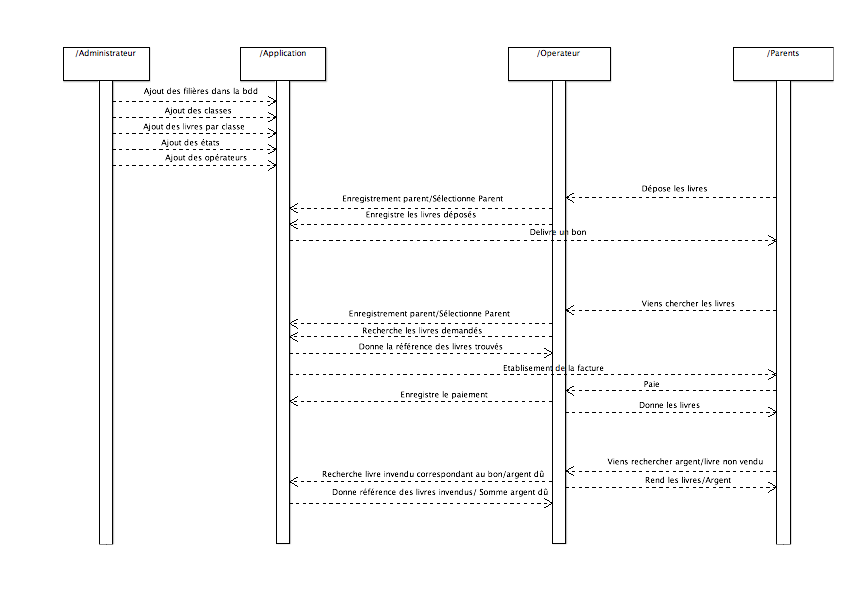 /Administrateur
/Application
/Operateur
/Parents
Ajout des filières dans la bdd
Ajout des classes
Ajout des livres par classe
Ajout des états
Ajout des opérateurs
Dépose les livres
Enregistrement parent/Sélectionne Parent
Enregistre les livres déposés
Delivre un bon
Viens chercher les livres
Enregistrement parent/Sélectionne Parent
Recherche les livres demandés
Donne la référence des livres trouvés
Etablisement de la facture
Paie
Enregistre le paiement
Donne les livres
Viens rechercher argent/livre non vendu
Recherche livre invendu correspondant au bon/argent dû
Rend les livres/Argent
Donne référence des livres invendus/ Somme argent dû